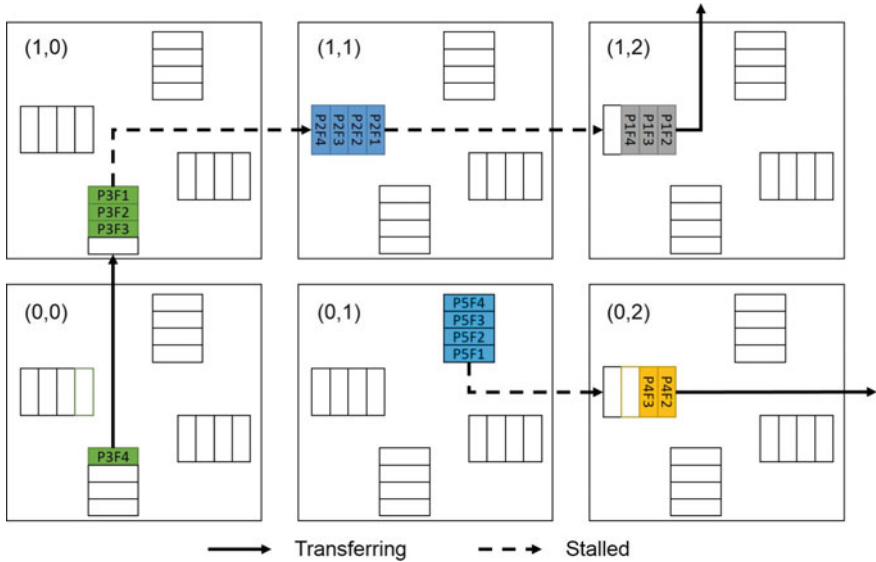 (1,0)
(1,1)
(1,2)
P2F4
P2F3
P2F2
P2F1
P1F4
P1F3
P1F2
P3F1
P3F2
P3F3
(0,0)
(0,1)
(0,2)
P5F4
P5F3
P5F2
P5F1
P4F3
P4F2
P3F4
Transferring
Stalled